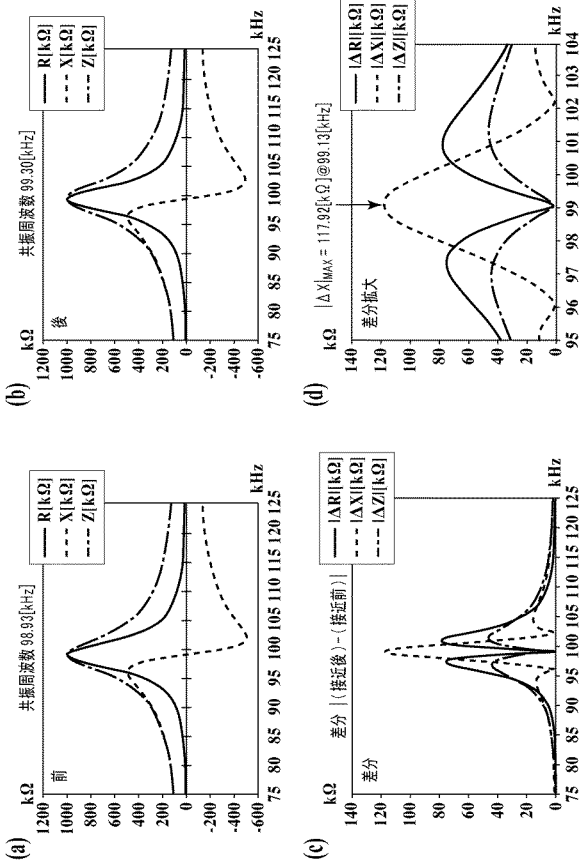 (a)
共振周波数 98.93[kHz]
kΩ
前
R[kΩ]
X[kΩ]
Z[kΩ]
1200
1000
800
600
400
200
0
-200
-400
-600
75 80 85 90 95 100 105 110 115 120 125
kHz
(b)
共振周波数 99.30[kHz]
kΩ
後
R[kΩ]
X[kΩ]
Z[kΩ]
1200
1000
800
600
400
200
0
-200
-400
-600
75 80 85 90 95 100 105 110 115 120 125
kHz
(c)
差分 |(接近後)-(接近前)|
kΩ
差分
|ΔR|[kΩ]
|ΔX|[kΩ]
|ΔZ|[kΩ]
140
120
100
80
60
40
20
0
75 80 85 90 95 100 105 110 115 120 125
kHz
(d)
|ΔX|MAX = 117.92[kΩ]@99.13[kHz]
kΩ
差分拡大
|ΔR|[kΩ]
|ΔX|[kΩ]
|ΔZ|[kΩ]
140
120
100
80
60
40
20
0
95 96 97 98 99 100 101 102 103 104
kHz